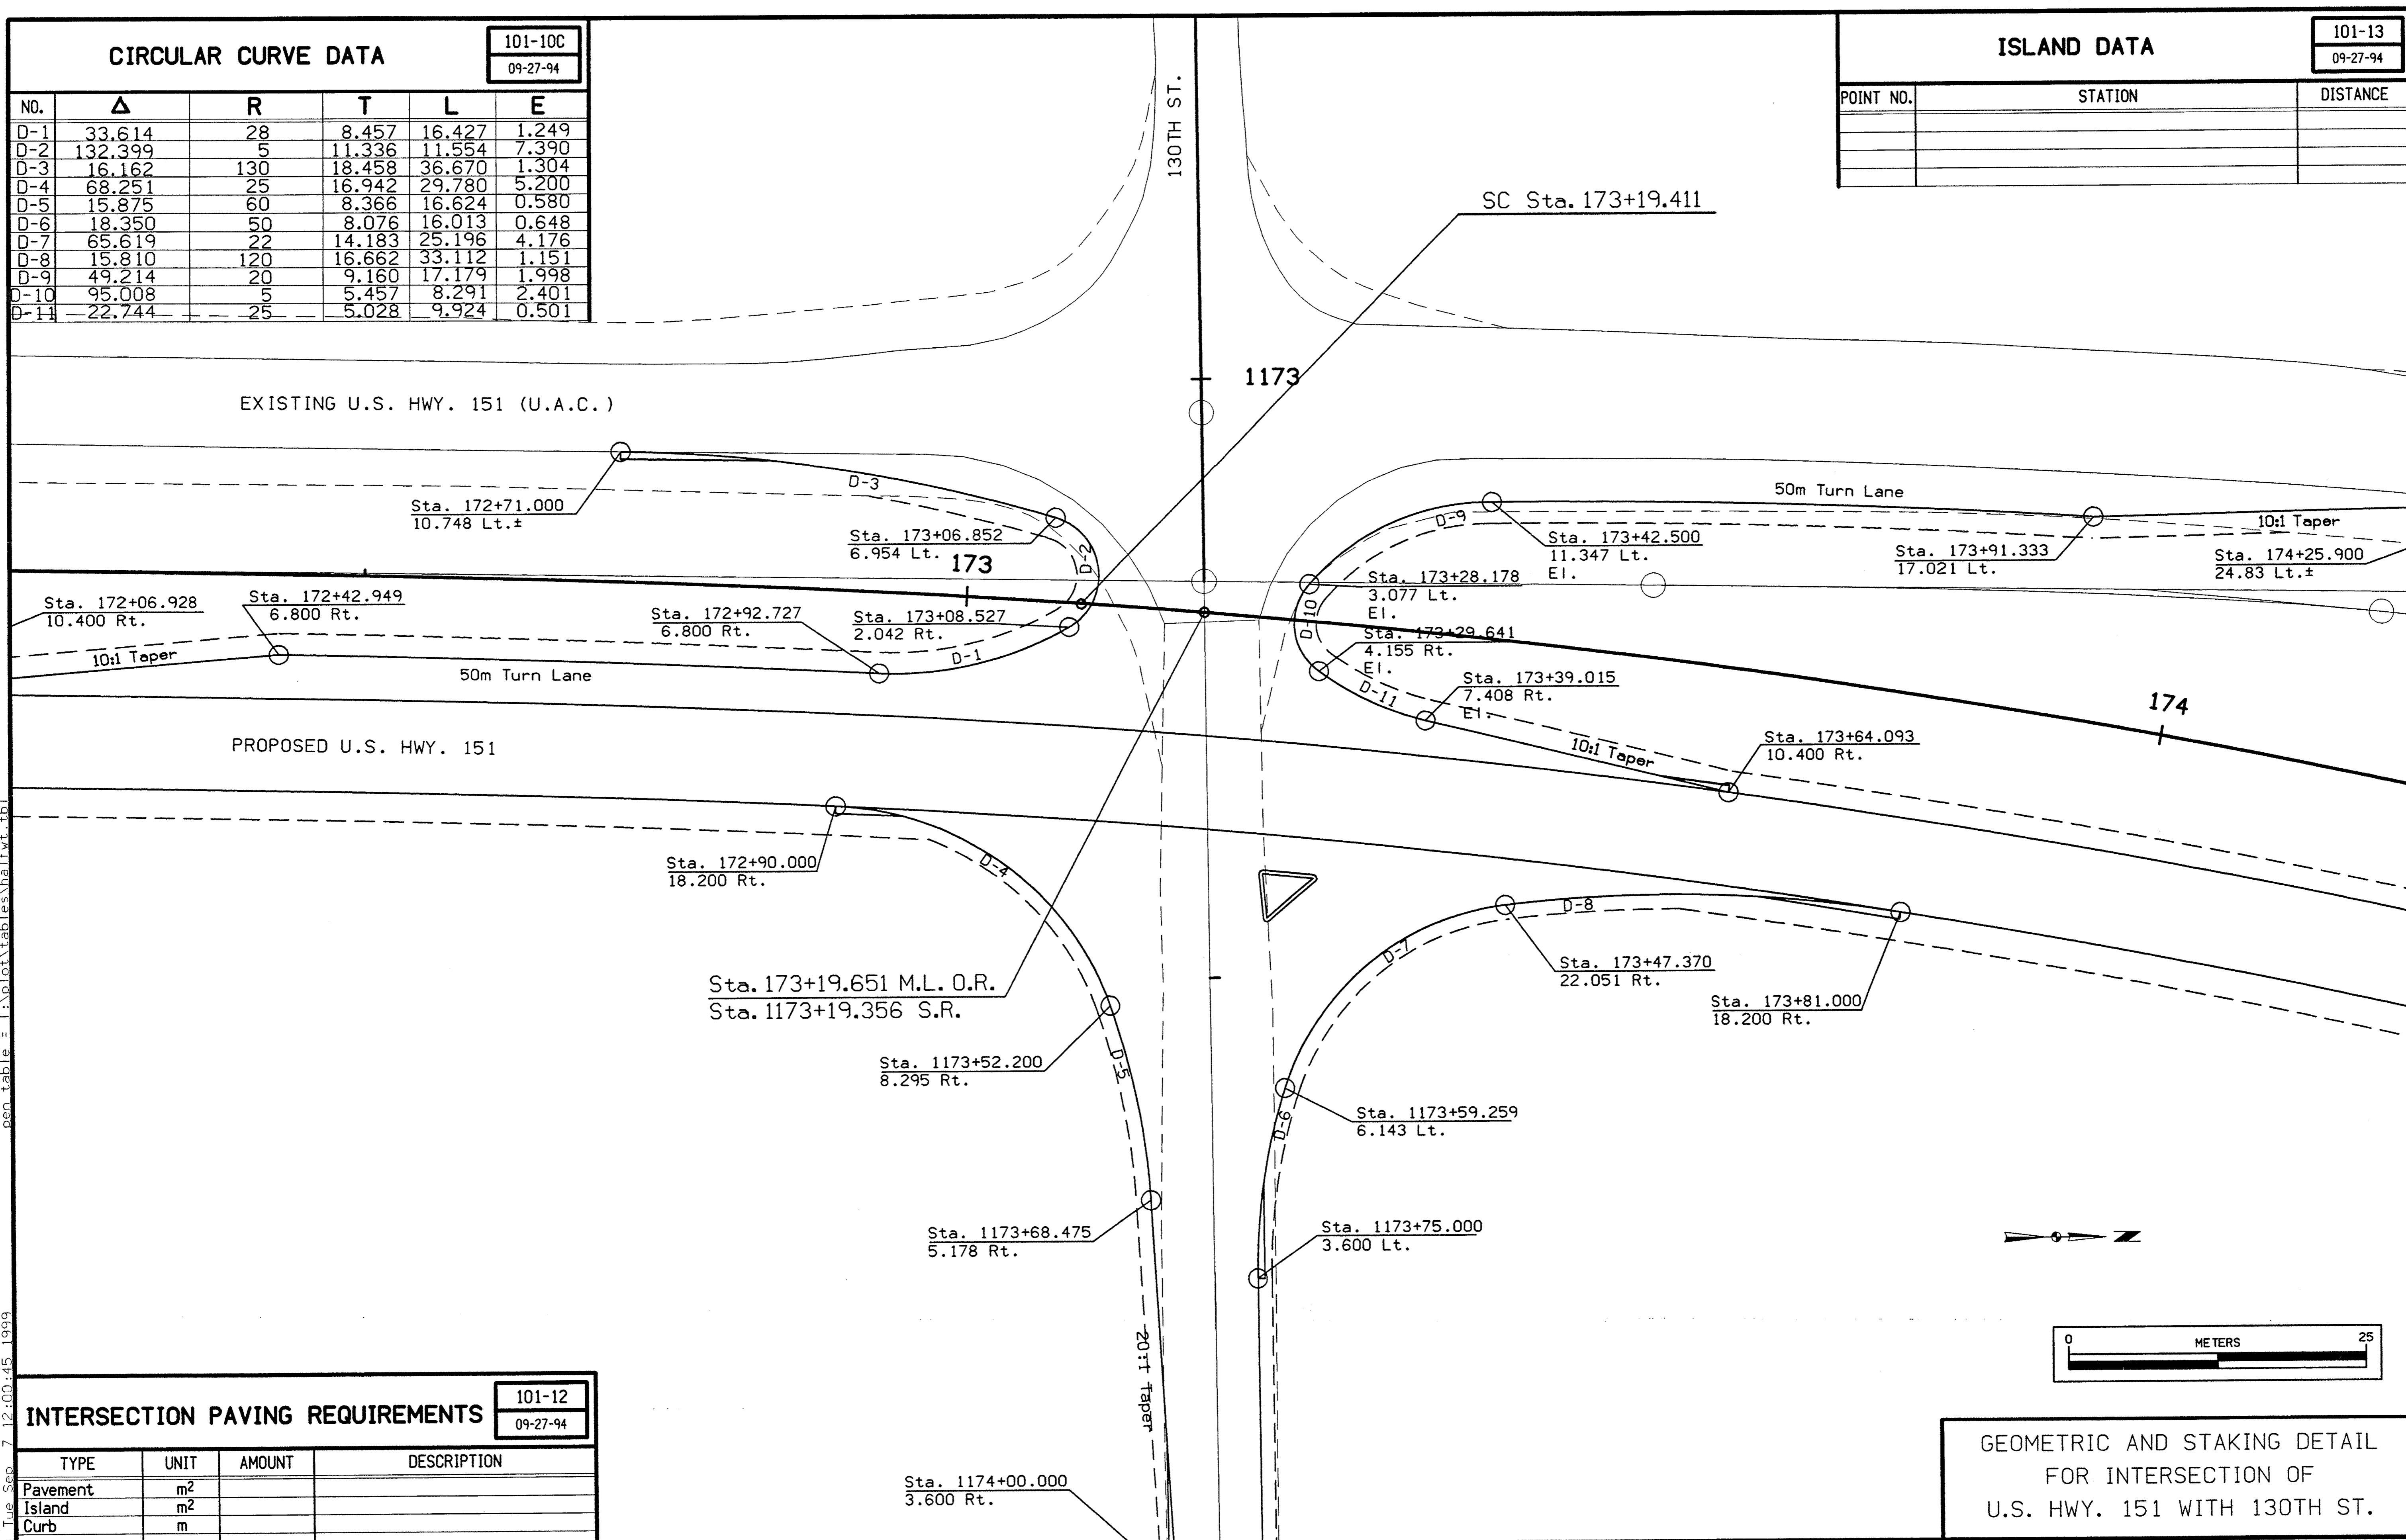 CIRCULAR CURVE DATA
101-10C
09-27-94
NO. Δ R T L E
D-1 33.614 28 8.457 16.427 1.249
D-2 132.399 5 11.336 11.554 7.390
D-3 16.162 130 18.458 36.670 1.304
D-4 68.251 25 16.942 29.780 5.200
D-5 15.875 60 8.366 16.624 0.580
D-6 18.350 50 8.076 16.013 0.648
D-7 65.619 22 14.183 25.196 4.176
D-8 15.810 120 16.662 33.112 1.151
D-9 49.214 20 9.160 17.179 1.998
D-10 95.008 5 5.457 8.291 2.401
D-11 22.744 25 5.028 9.924 0.501
ISLAND DATA
101-13
09-27-94
POINT NO. STATION DISTANCE
130TH ST.
SC Sta. 173+19.411
1173
EXISTING U.S. HWY. 151 (U.A.C.)
D-3
Sta. 172+71.000
10.748 Lt.±
Sta. 173+06.852
6.954 Lt.
173
D-2
50m Turn Lane
D-9
10:1 Taper
Sta. 173+42.500
11.347 Lt.
El.
Sta. 173+91.333
17.021 Lt.
Sta. 174+25.900
24.83 Lt.±
Sta. 172+06.928
10.400 Rt.
Sta. 172+42.949
6.800 Rt.
Sta. 172+92.727
6.800 Rt.
Sta. 173+08.527
2.042 Rt.
Sta. 173+28.178
3.077 Lt.
El.
D-10
Sta. 173+29.641
4.155 Rt.
El.
10:1 Taper
50m Turn Lane
D-1
D-11
Sta. 173+39.015
7.408 Rt.
El.
174
PROPOSED U.S. HWY. 151
10:1 Taper
Sta. 173+64.093
10.400 Rt.
Sta. 172+90.000
18.200 Rt.
D-4
D-8
D-7
Sta. 173+19.651 M.L. O.R.
Sta. 1173+19.356 S.R.
Sta. 173+47.370
22.051 Rt.
Sta. 173+81.000
18.200 Rt.
Sta. 1173+52.200
8.295 Rt.
D-5
Sta. 1173+59.259
6.143 Lt.
D-6
Sta. 1173+68.475
5.178 Rt.
Sta. 1173+75.000
3.600 Lt.
20:1 Taper
Sta. 1174+00.000
3.600 Rt.
0 METERS 25
INTERSECTION PAVING REQUIREMENTS
101-12
09-27-94
TYPE UNIT AMOUNT DESCRIPTION
Pavement m2
Island m2
Curb m
GEOMETRIC AND STAKING DETAIL
FOR INTERSECTION OF
U.S. HWY. 151 WITH 130TH ST.
Tue Sep 7 12:00:45 1999
pen table = I:\plot\tables\halfwt.tbl